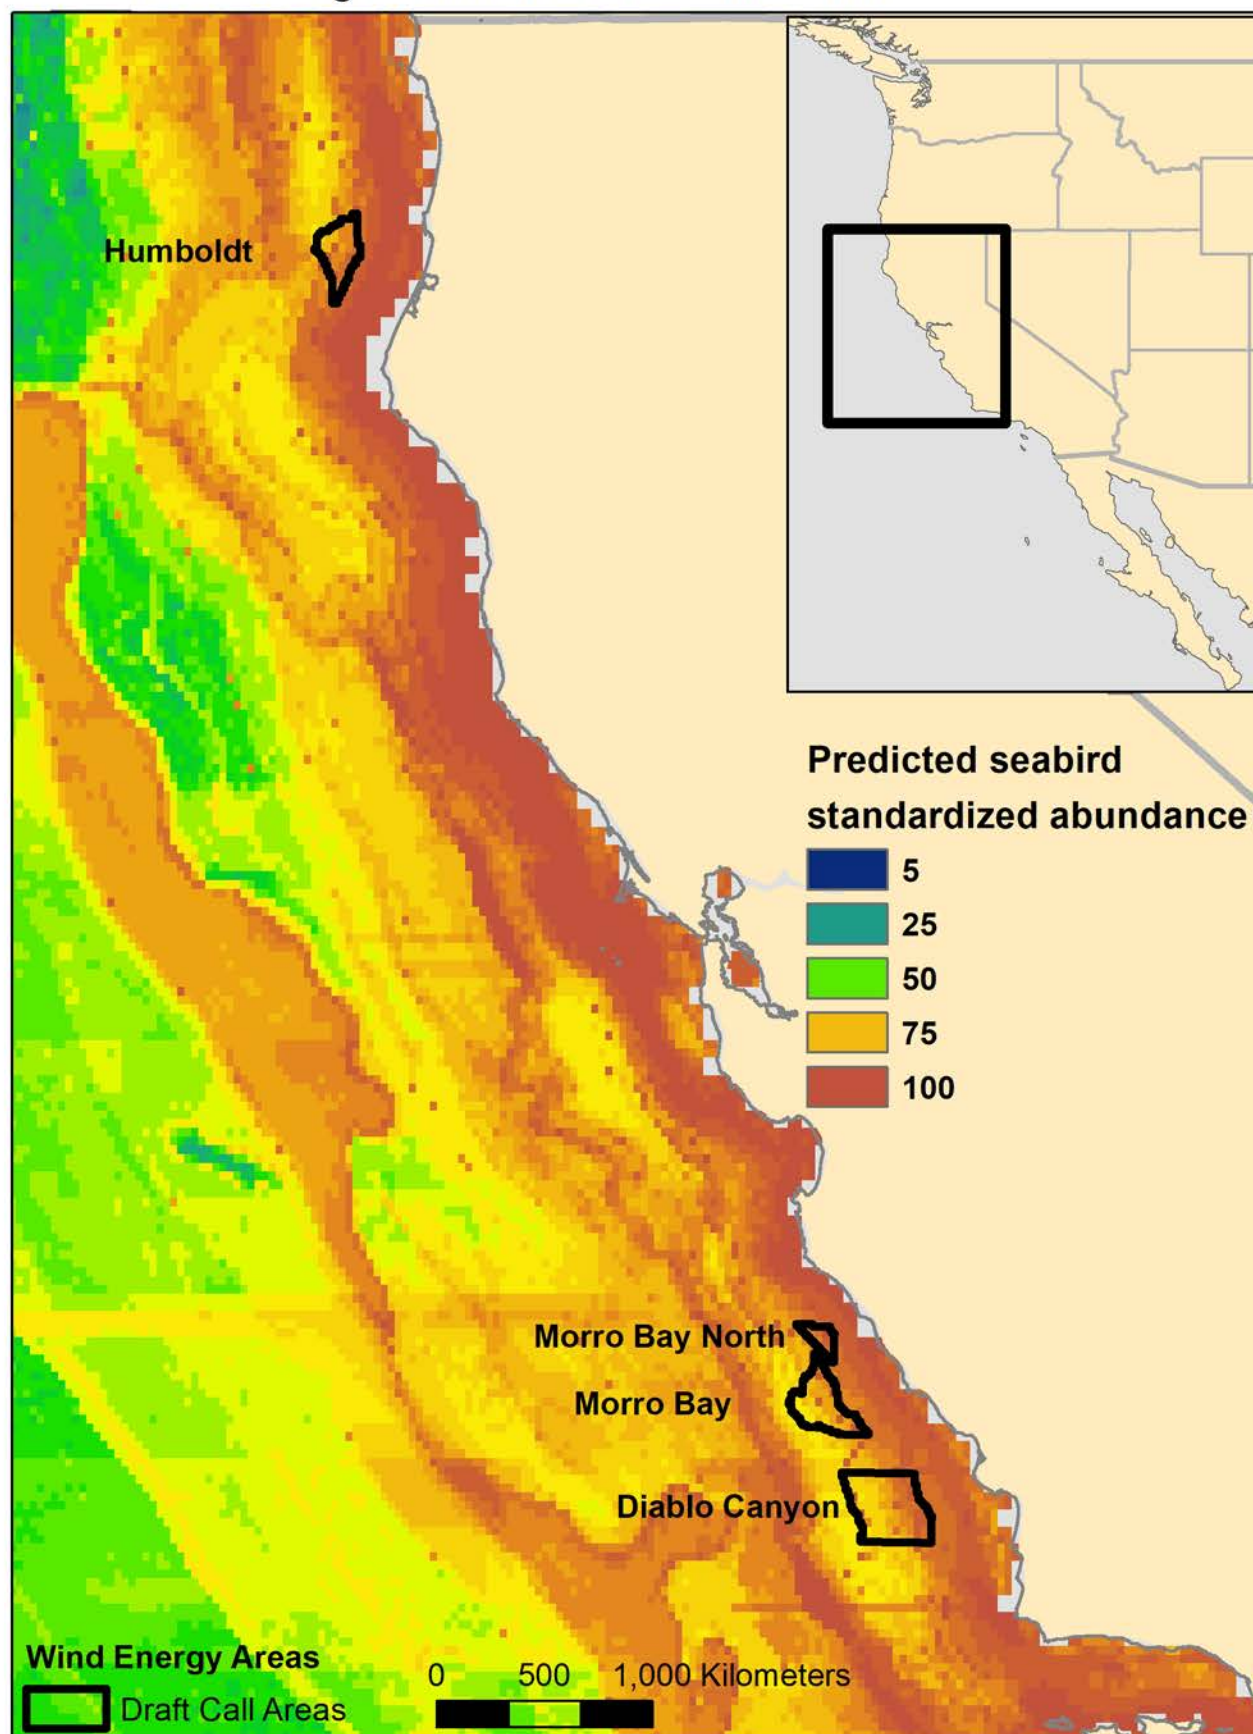 Humboldt
Predicted seabird
standardized abundance
5
25
50
75
100
Morro Bay North
Morro Bay
Diablo Canyon
Wind Energy Areas
Draft Call Areas
0 500 1,000 Kilometers